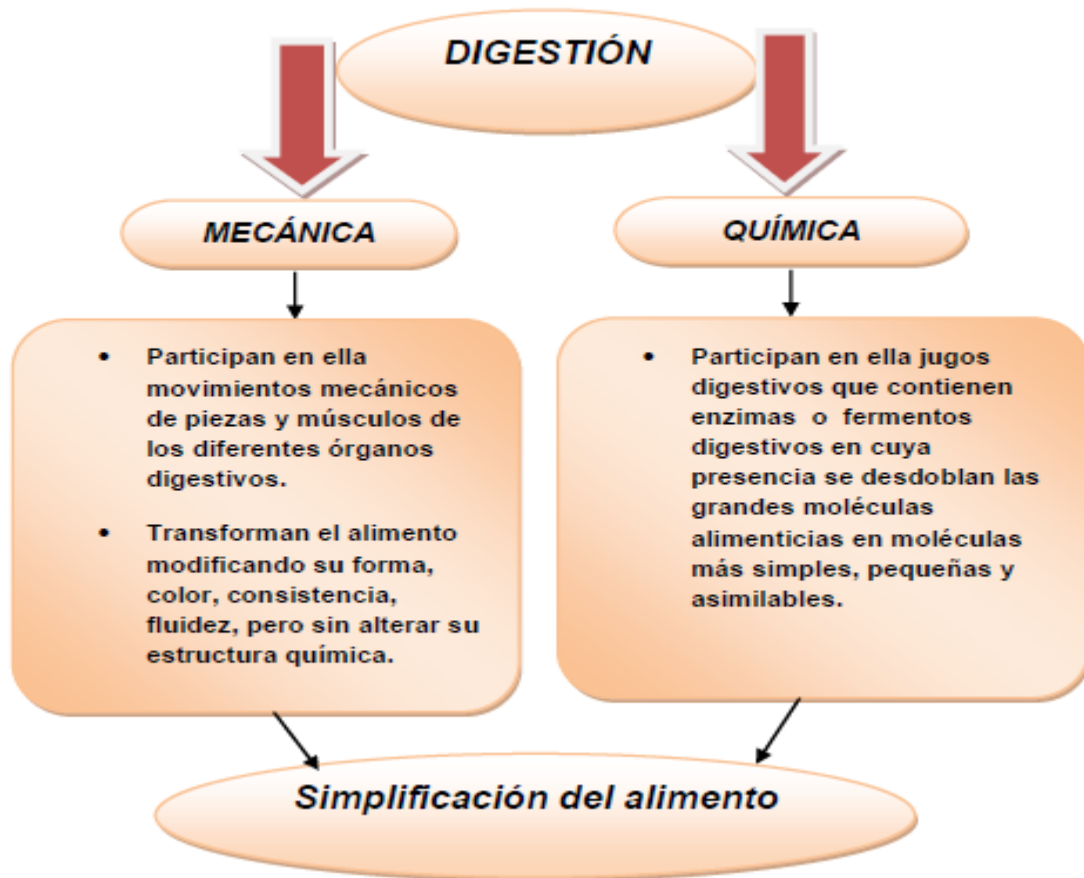 DIGESTIÓN
MECÁNICA
• Participan en ella
movimientos mecánicos
de piezas y músculos de
los diferentes órganos
digestivos.
• Transforman el alimento
modificando su forma,
color, consistencia,
fluidez, pero sin alterar su
estructura química.
QUÍMICA
• Participan en ella jugos
digestivos que contienen
enzimas o fermentos
digestivos en cuya
presencia se desdoblan las
grandes moléculas
alimenticias en moléculas
más simples, pequeñas y
asimilables.
Simplificación del alimento